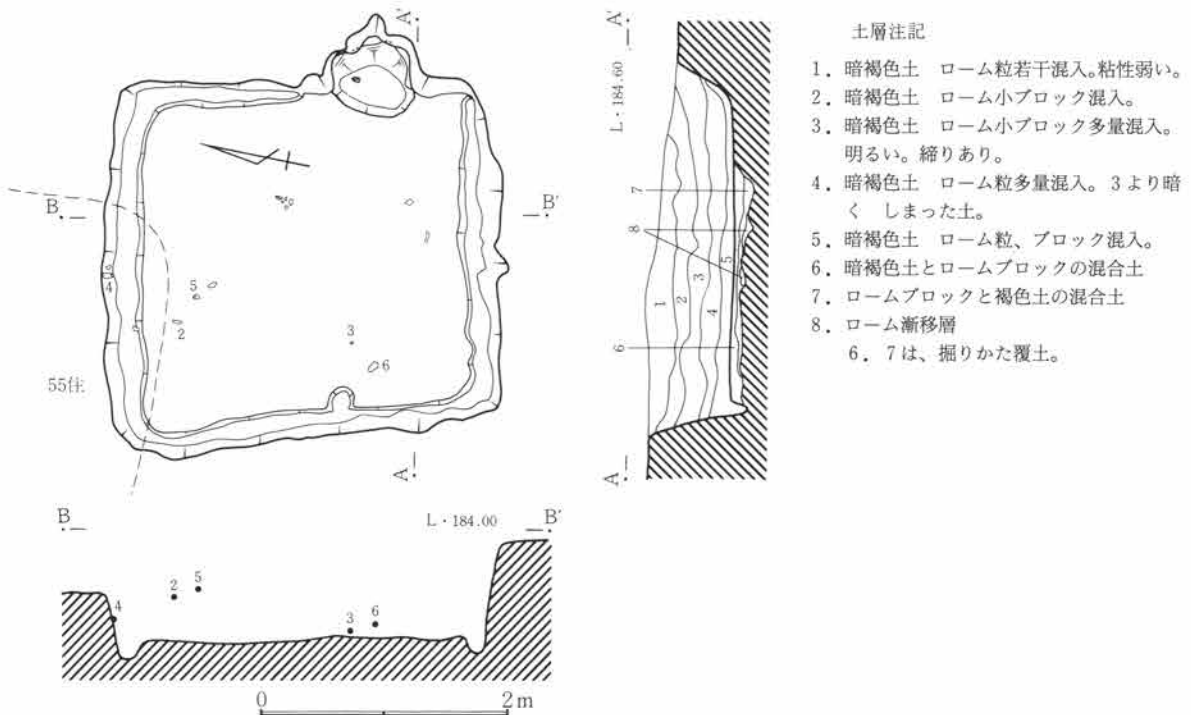 A'
B
B'
4
5
2
3
6
55住
A
A'
L・184.60
7
8
1
2
3
4
5
6
A
土層注記
1．暗褐色土　ローム粒若干混入。粘性弱い。
2．暗褐色土　ローム小ブロック混入。
3．暗褐色土　ローム小ブロック多量混入。
明るい。締りあり。
4．暗褐色土　ローム粒多量混入。3より暗
く　しまった土。
5．暗褐色土　ローム粒、ブロック混入。
6．暗褐色土とロームブロックの混合土
7．ロームブロックと褐色土の混合土
8．ローム漸移層
6．7は、掘りかた覆土。
B
L・184.00
B'
4
2
5
3
6
0
2m